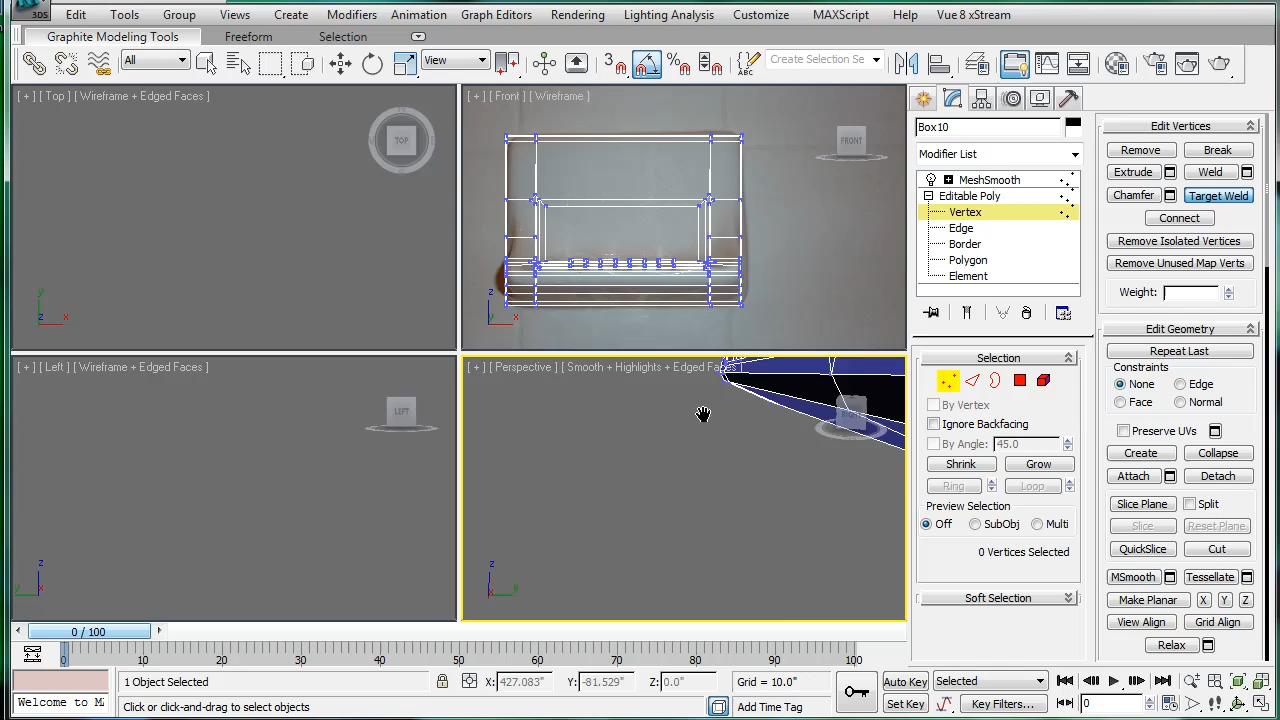 3DS Edit Tools Group Views Create Modifiers Animation Graph Editors Rendering Lighting Analysis Customize MAXScript Help Vue 8 xStream
Graphite Modeling Tools Freeform Selection
All View 3 Create Selection Se
[ + ] [ Top ] [ Wireframe + Edged Faces ] TOP
[ + ] [ Front ] [ Wireframe ] FRONT
[ + ] [ Left ] [ Wireframe + Edged Faces ] LEFT
[ + ] [ Perspective ] [ Smooth + Highlights + Edged Faces ]
y z x
z x
z y x
z y x
Box10
Modifier List
MeshSmooth
Editable Poly
Vertex
Edge
Border
Polygon
Element
Selection
By Vertex
Ignore Backfacing
By Angle: 45.0
Shrink Grow
Ring Loop
Preview Selection
Off SubObj Multi
0 Vertices Selected
Soft Selection
Edit Vertices
Remove Break
Extrude Weld
Chamfer Target Weld
Connect
Remove Isolated Vertices
Remove Unused Map Verts
Weight:
Edit Geometry
Repeat Last
Constraints
None Edge
Face Normal
Preserve UVs
Create Collapse
Attach Detach
Slice Plane Split
Slice Reset Plane
QuickSlice Cut
MSmooth Tessellate
Make Planar X Y Z
View Align Grid Align
Relax
0 / 100
0 10 20 30 40 50 60 70 80 90 100
1 Object Selected X: 427.083" Y: -81.529" Z: 0.0" Grid = 10.0" Auto Key Selected
Welcome to M Click or click-and-drag to select objects Add Time Tag Set Key Key Filters... 0